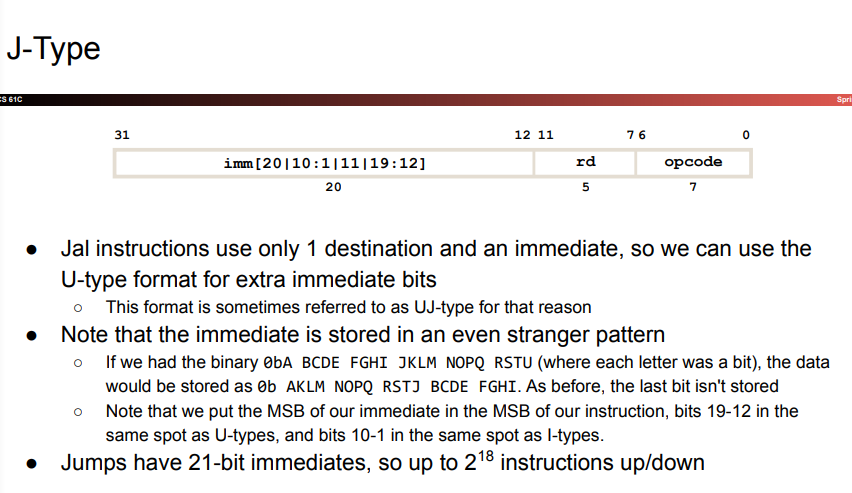 J-Type
CS 61C
Spri
31 12 11 7 6 0
imm[20|10:1|11|19:12] rd opcode
20 5 7
● Jal instructions use only 1 destination and an immediate, so we can use the
U-type format for extra immediate bits
○ This format is sometimes referred to as UJ-type for that reason
● Note that the immediate is stored in an even stranger pattern
○ If we had the binary 0bA BCDE FGHI JKLM NOPQ RSTU (where each letter was a bit), the data
would be stored as 0b AKLM NOPQ RSTJ BCDE FGHI. As before, the last bit isn't stored
○ Note that we put the MSB of our immediate in the MSB of our instruction, bits 19-12 in the
same spot as U-types, and bits 10-1 in the same spot as I-types.
● Jumps have 21-bit immediates, so up to 2¹⁸ instructions up/down